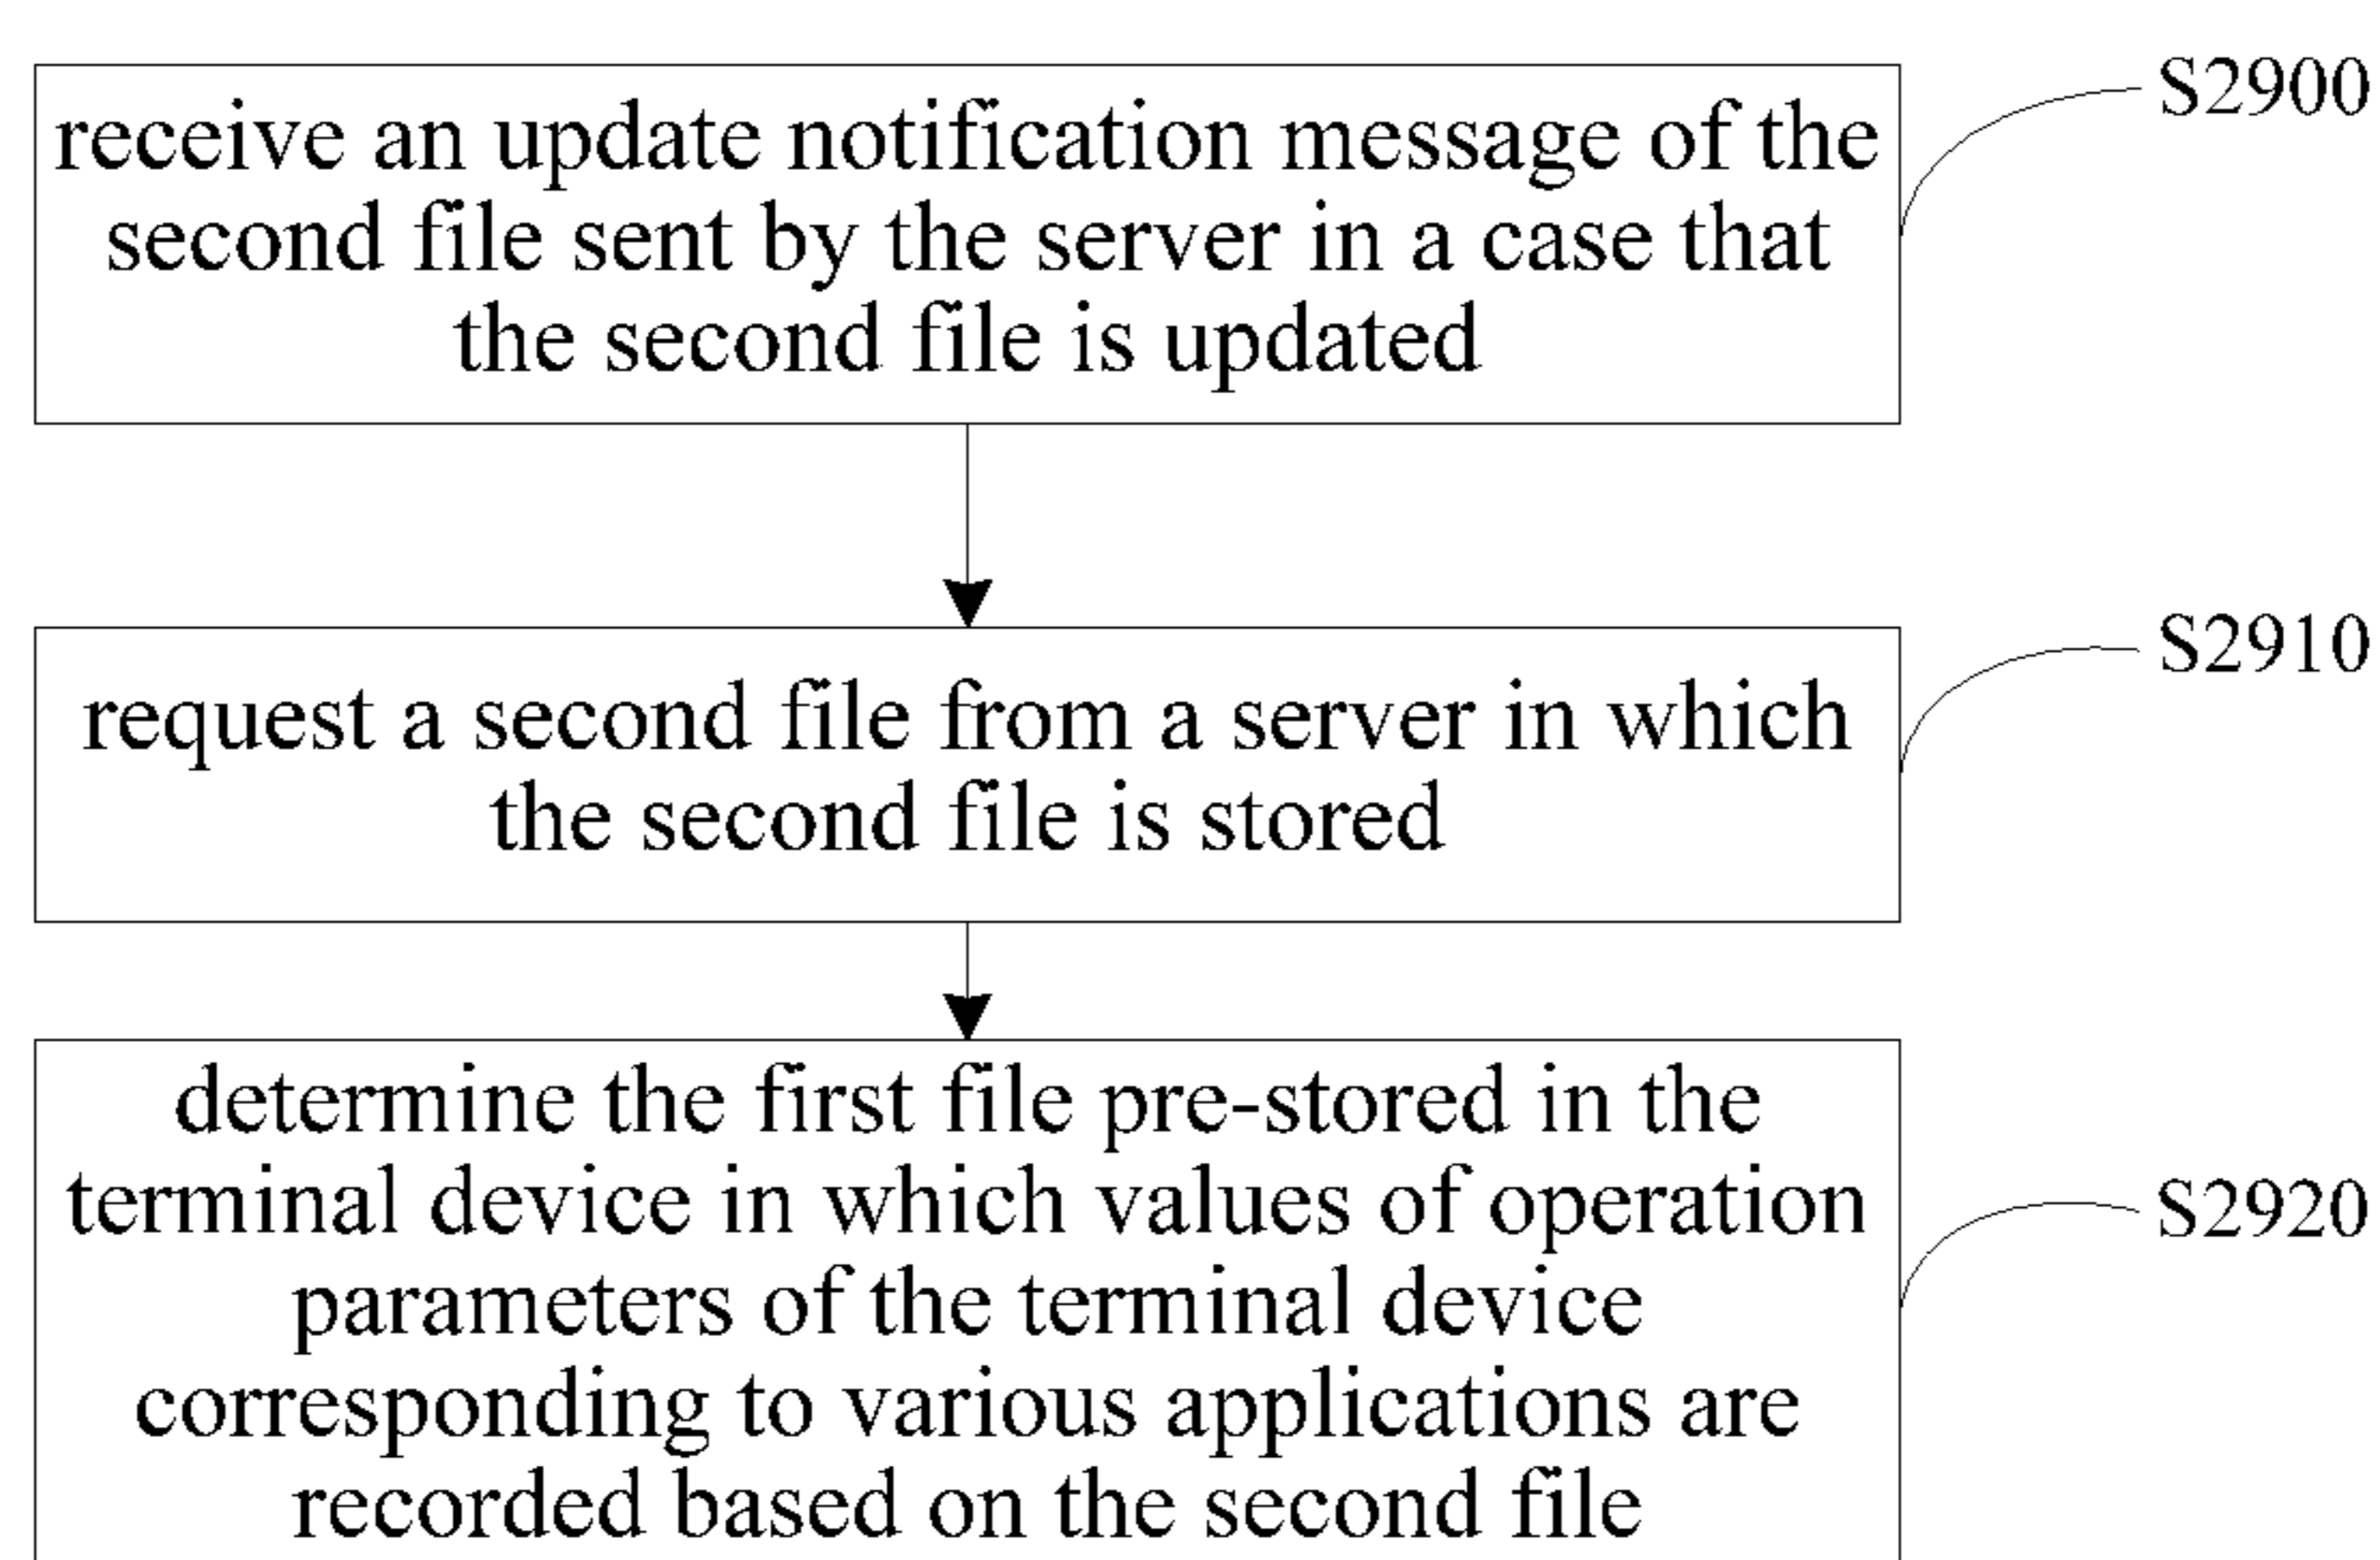 receive an update notification message of the
second file sent by the server in a case that
the second file is updated
S2900
request a second file from a server in which
the second file is stored
S2910
determine the first file pre-stored in the
terminal device in which values of operation
parameters of the terminal device
corresponding to various applications are
recorded based on the second file
S2920